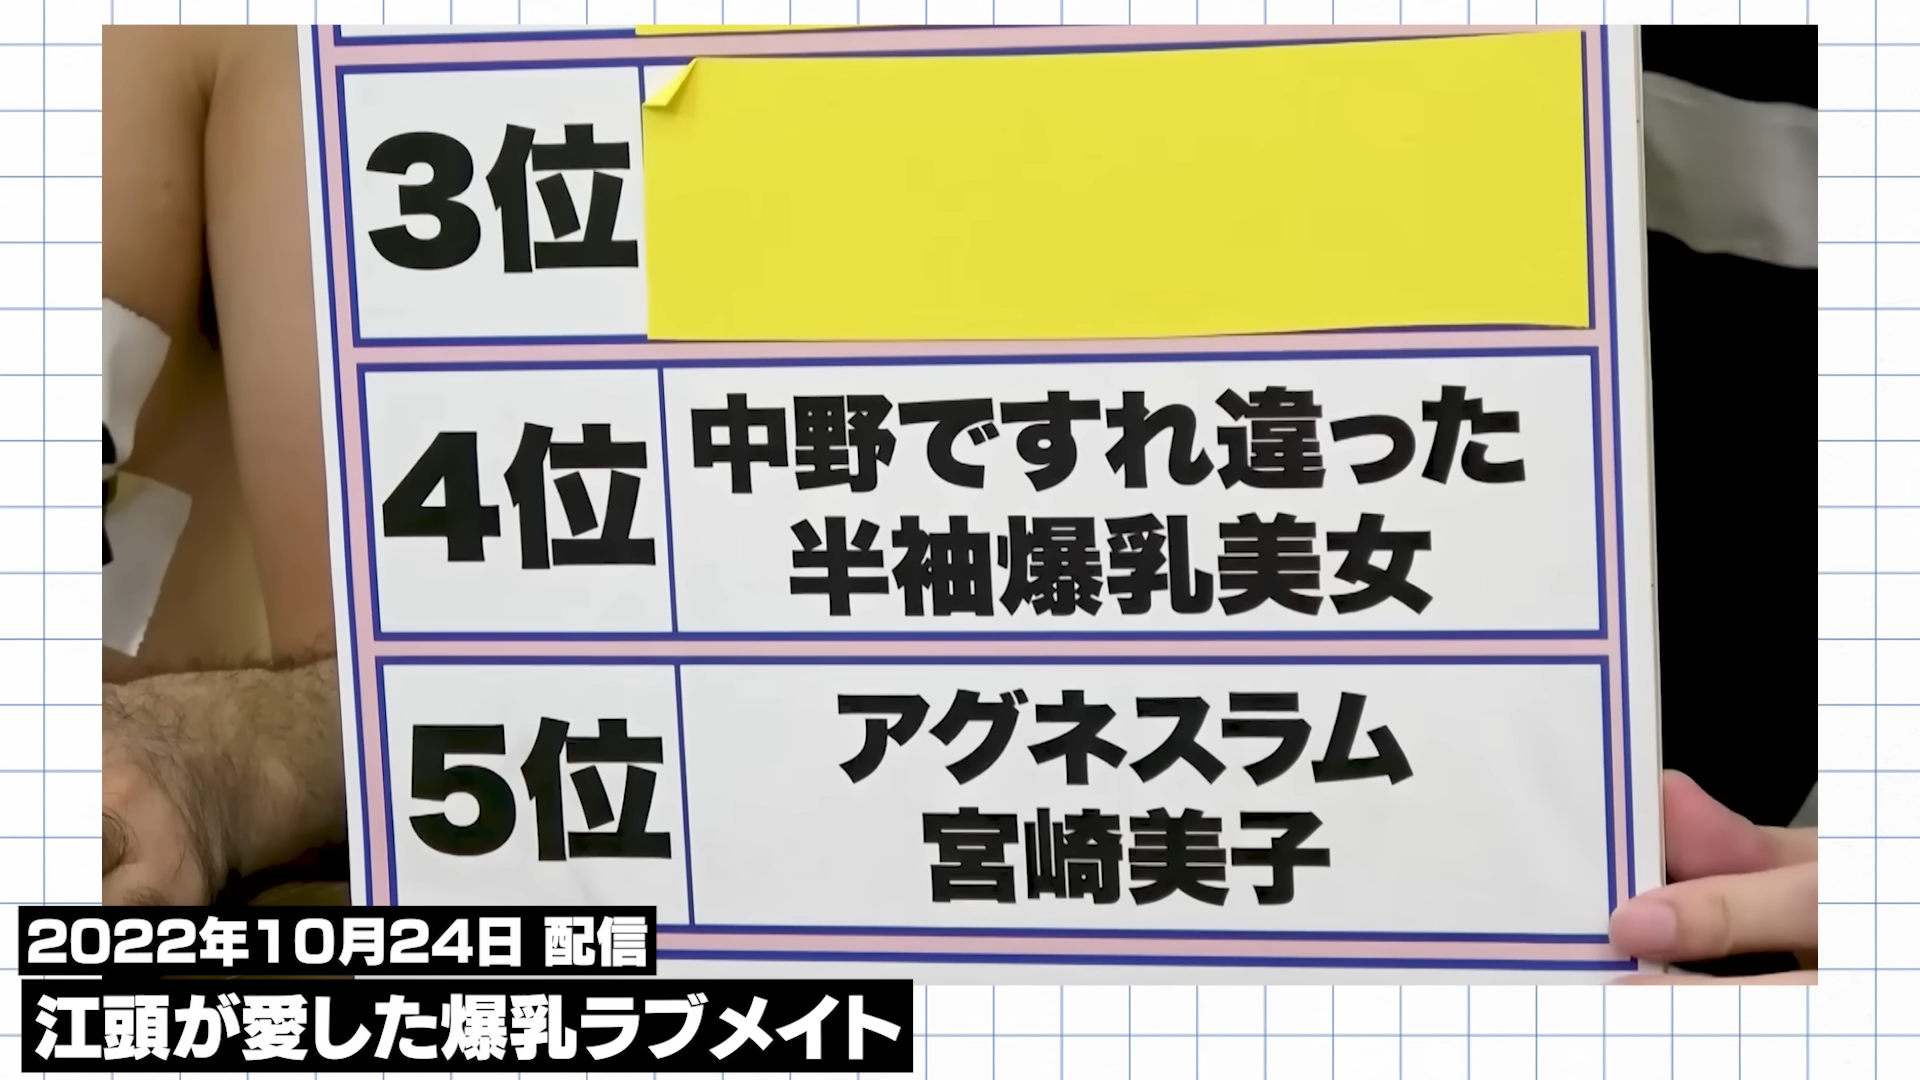 3位
4位
中野ですれ違った
半袖爆乳美女
5位
アグネスラム
宮崎美子
2022年10月24日 配信
江頭が愛した爆乳ラブメイト